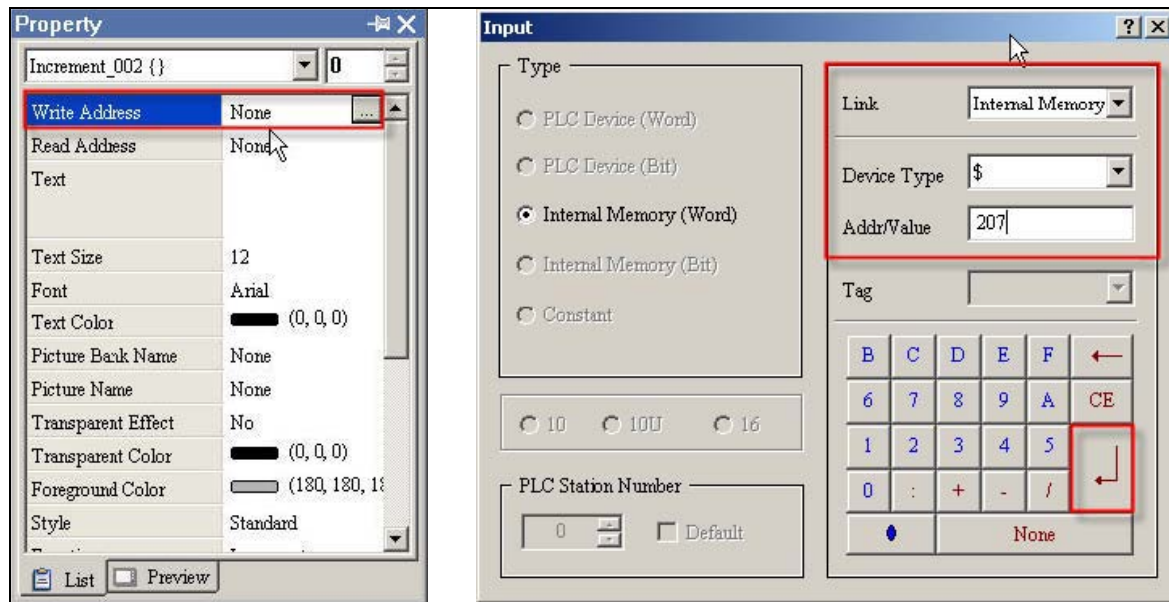 Property
Increment_002 {} 0
Write Address None ...
Read Address None
Text
Text Size 12
Font Arial
Text Color (0, 0, 0)
Picture Bank Name None
Picture Name None
Transparent Effect No
Transparent Color (0, 0, 0)
Foreground Color (180, 180, 18
Style Standard
List Preview
Input ?
Type
PLC Device (Word)
PLC Device (Bit)
Internal Memory (Word)
Internal Memory (Bit)
Constant
10 10U 16
PLC Station Number
0 Default
Link Internal Memory
Device Type $
Addr/Value 207
Tag
B C D E F ←
6 7 8 9 A CE
1 2 3 4 5
0 : + - /
None